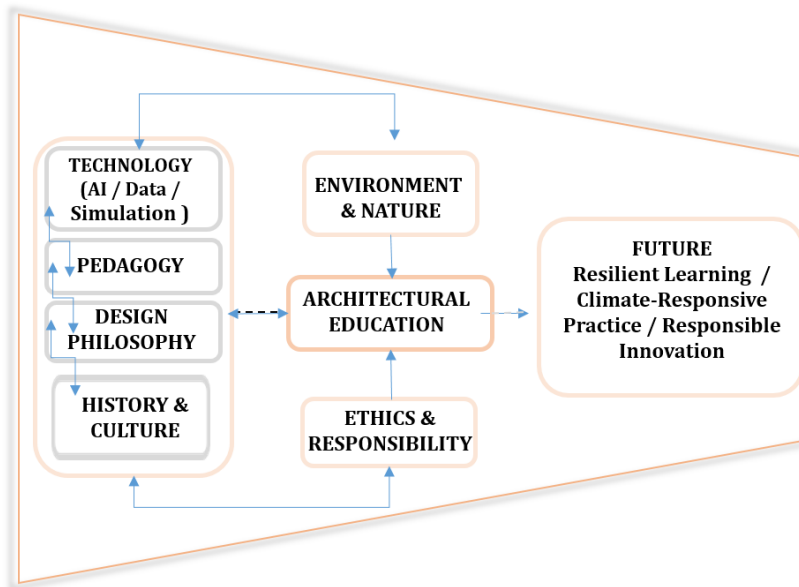 TECHNOLOGY
(AI / Data /
Simulation )
PEDAGOGY
DESIGN
PHILOSOPHY
HISTORY &
CULTURE
ENVIRONMENT
& NATURE
ARCHITECTURAL
EDUCATION
ETHICS &
RESPONSIBILITY
FUTURE
Resilient Learning /
Climate-Responsive
Practice / Responsible
Innovation